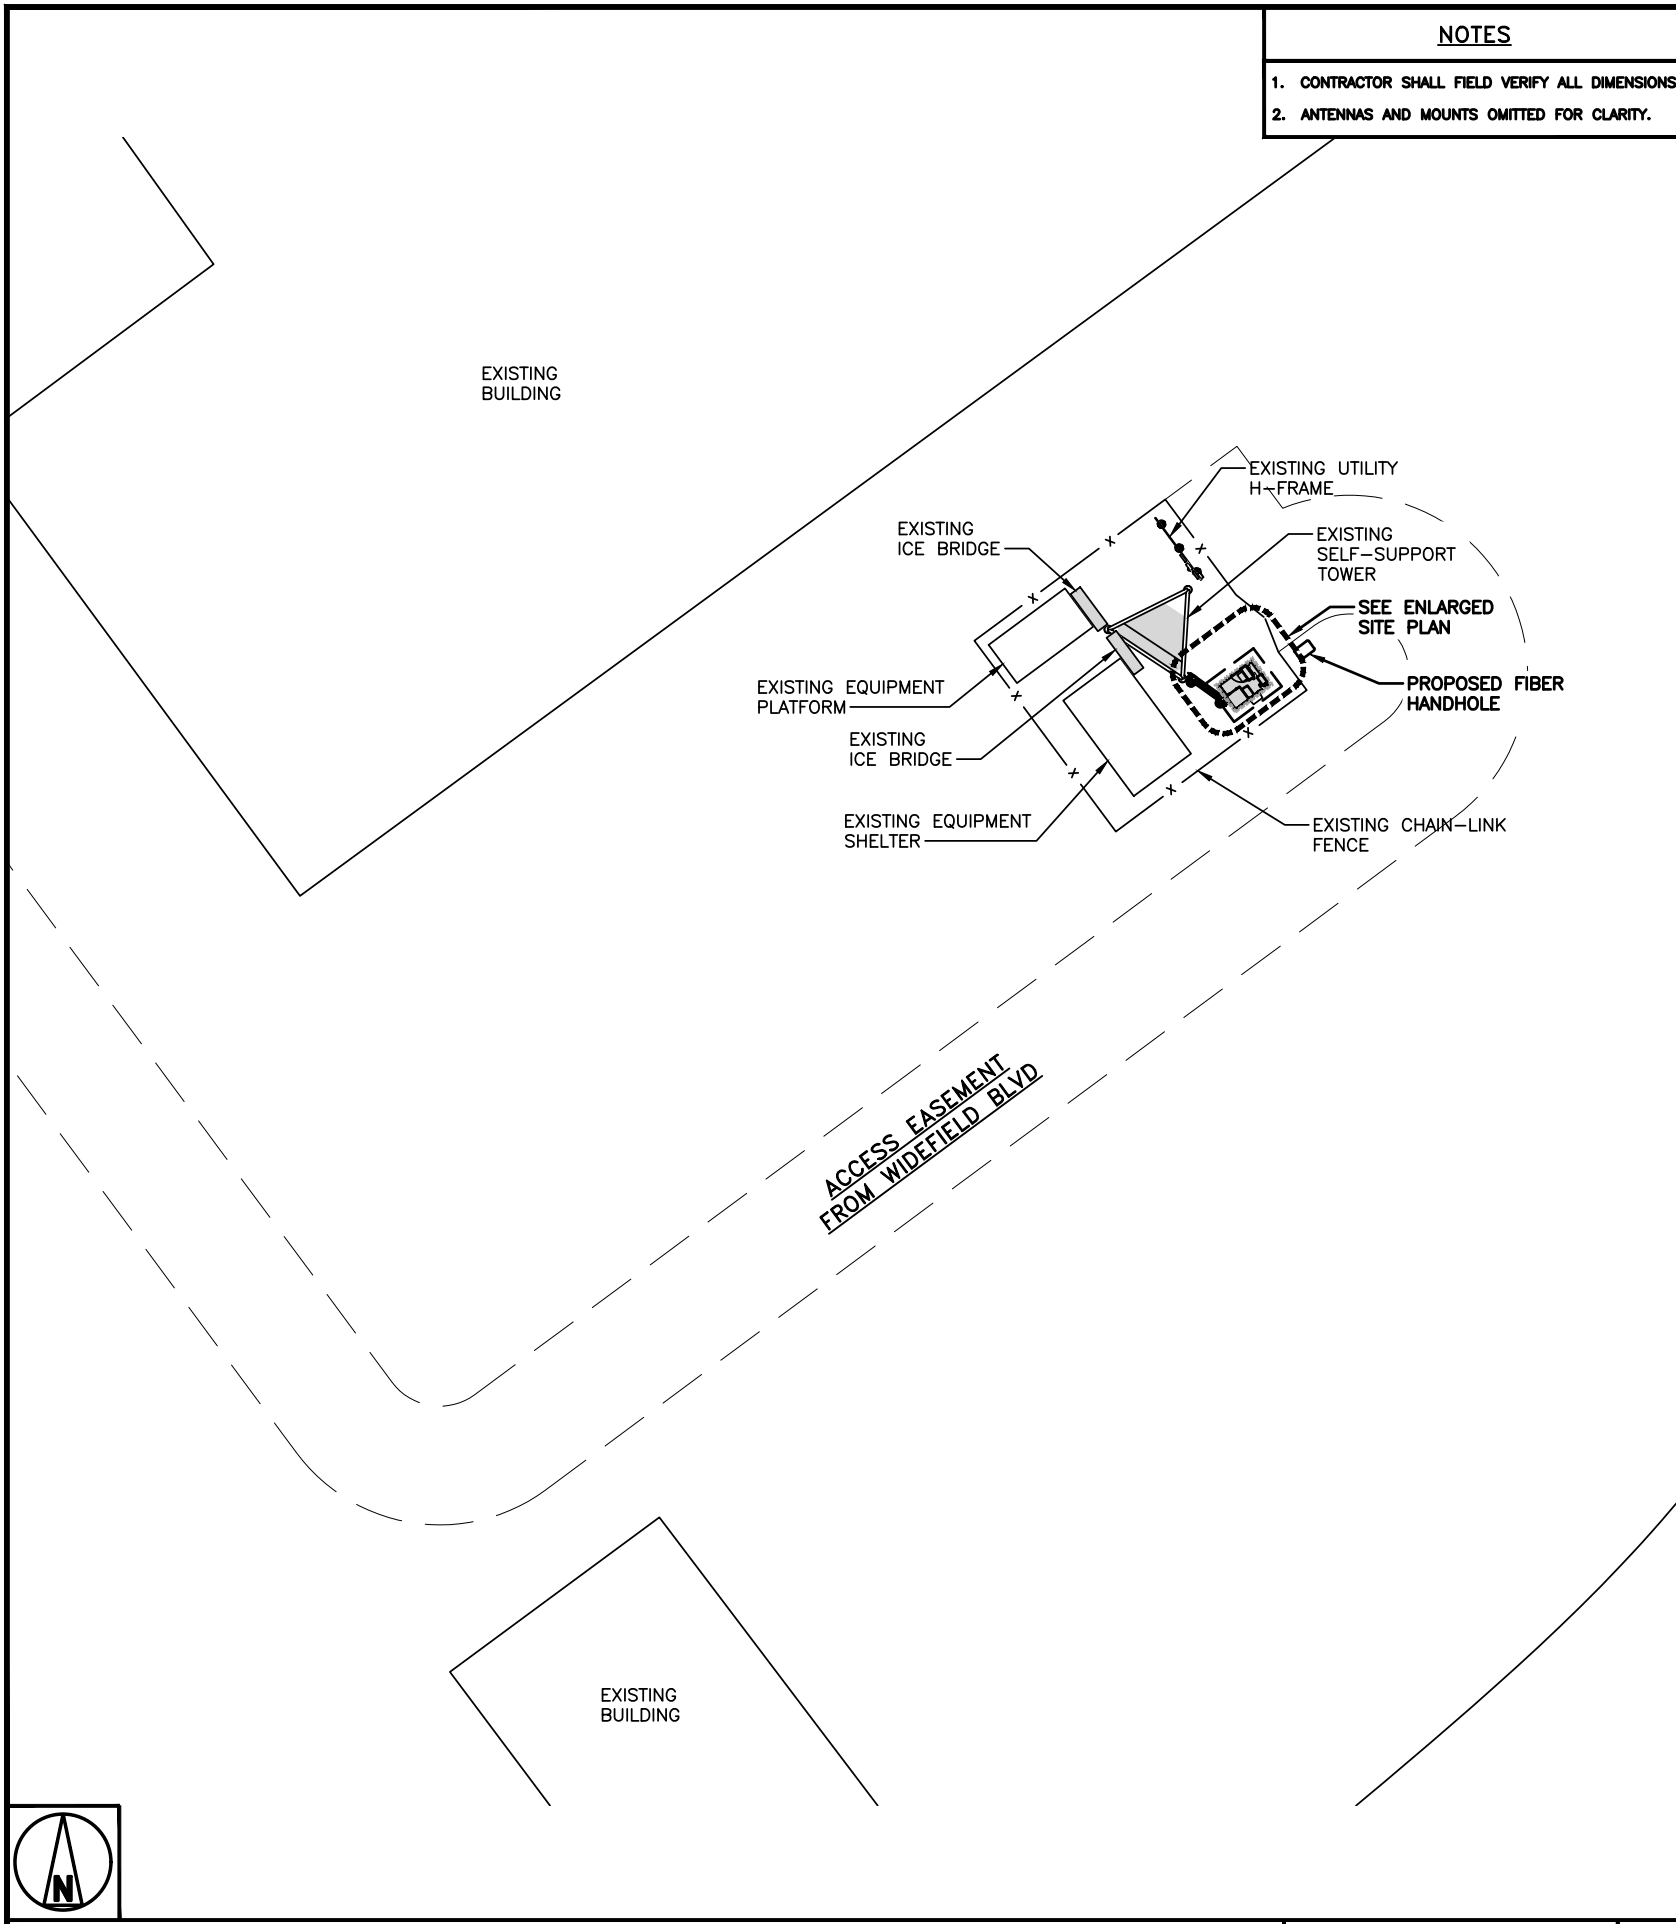 NOTES
1. CONTRACTOR SHALL FIELD VERIFY ALL DIMENSIONS
2. ANTENNAS AND MOUNTS OMITTED FOR CLARITY.
EXISTING
BUILDING
EXISTING UTILITY
H-FRAME
EXISTING
ICE BRIDGE
EXISTING
SELF-SUPPORT
TOWER
SEE ENLARGED
SITE PLAN
EXISTING EQUIPMENT
PLATFORM
PROPOSED FIBER
HANDHOLE
EXISTING
ICE BRIDGE
EXISTING EQUIPMENT
SHELTER
EXISTING CHAIN-LINK
FENCE
X
X
X
X
X
X
X
ACCESS EASEMENT
FROM WIDEFIELD BLVD
EXISTING
BUILDING
N